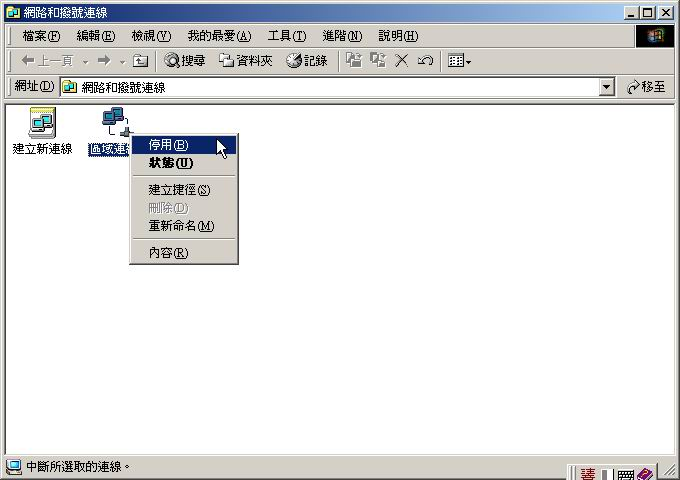 網路和撥號連線
檔案(F) 編輯(E) 檢視(V) 我的最愛(A) 工具(T) 進階(N) 說明(H)
上一頁 搜尋 資料夾 記錄
網址(D) 網路和撥號連線 移至
建立新連線
區域連
停用(B)
狀態(U)
建立捷徑(S)
刪除(D)
重新命名(M)
內容(R)
中斷所選取的連線。